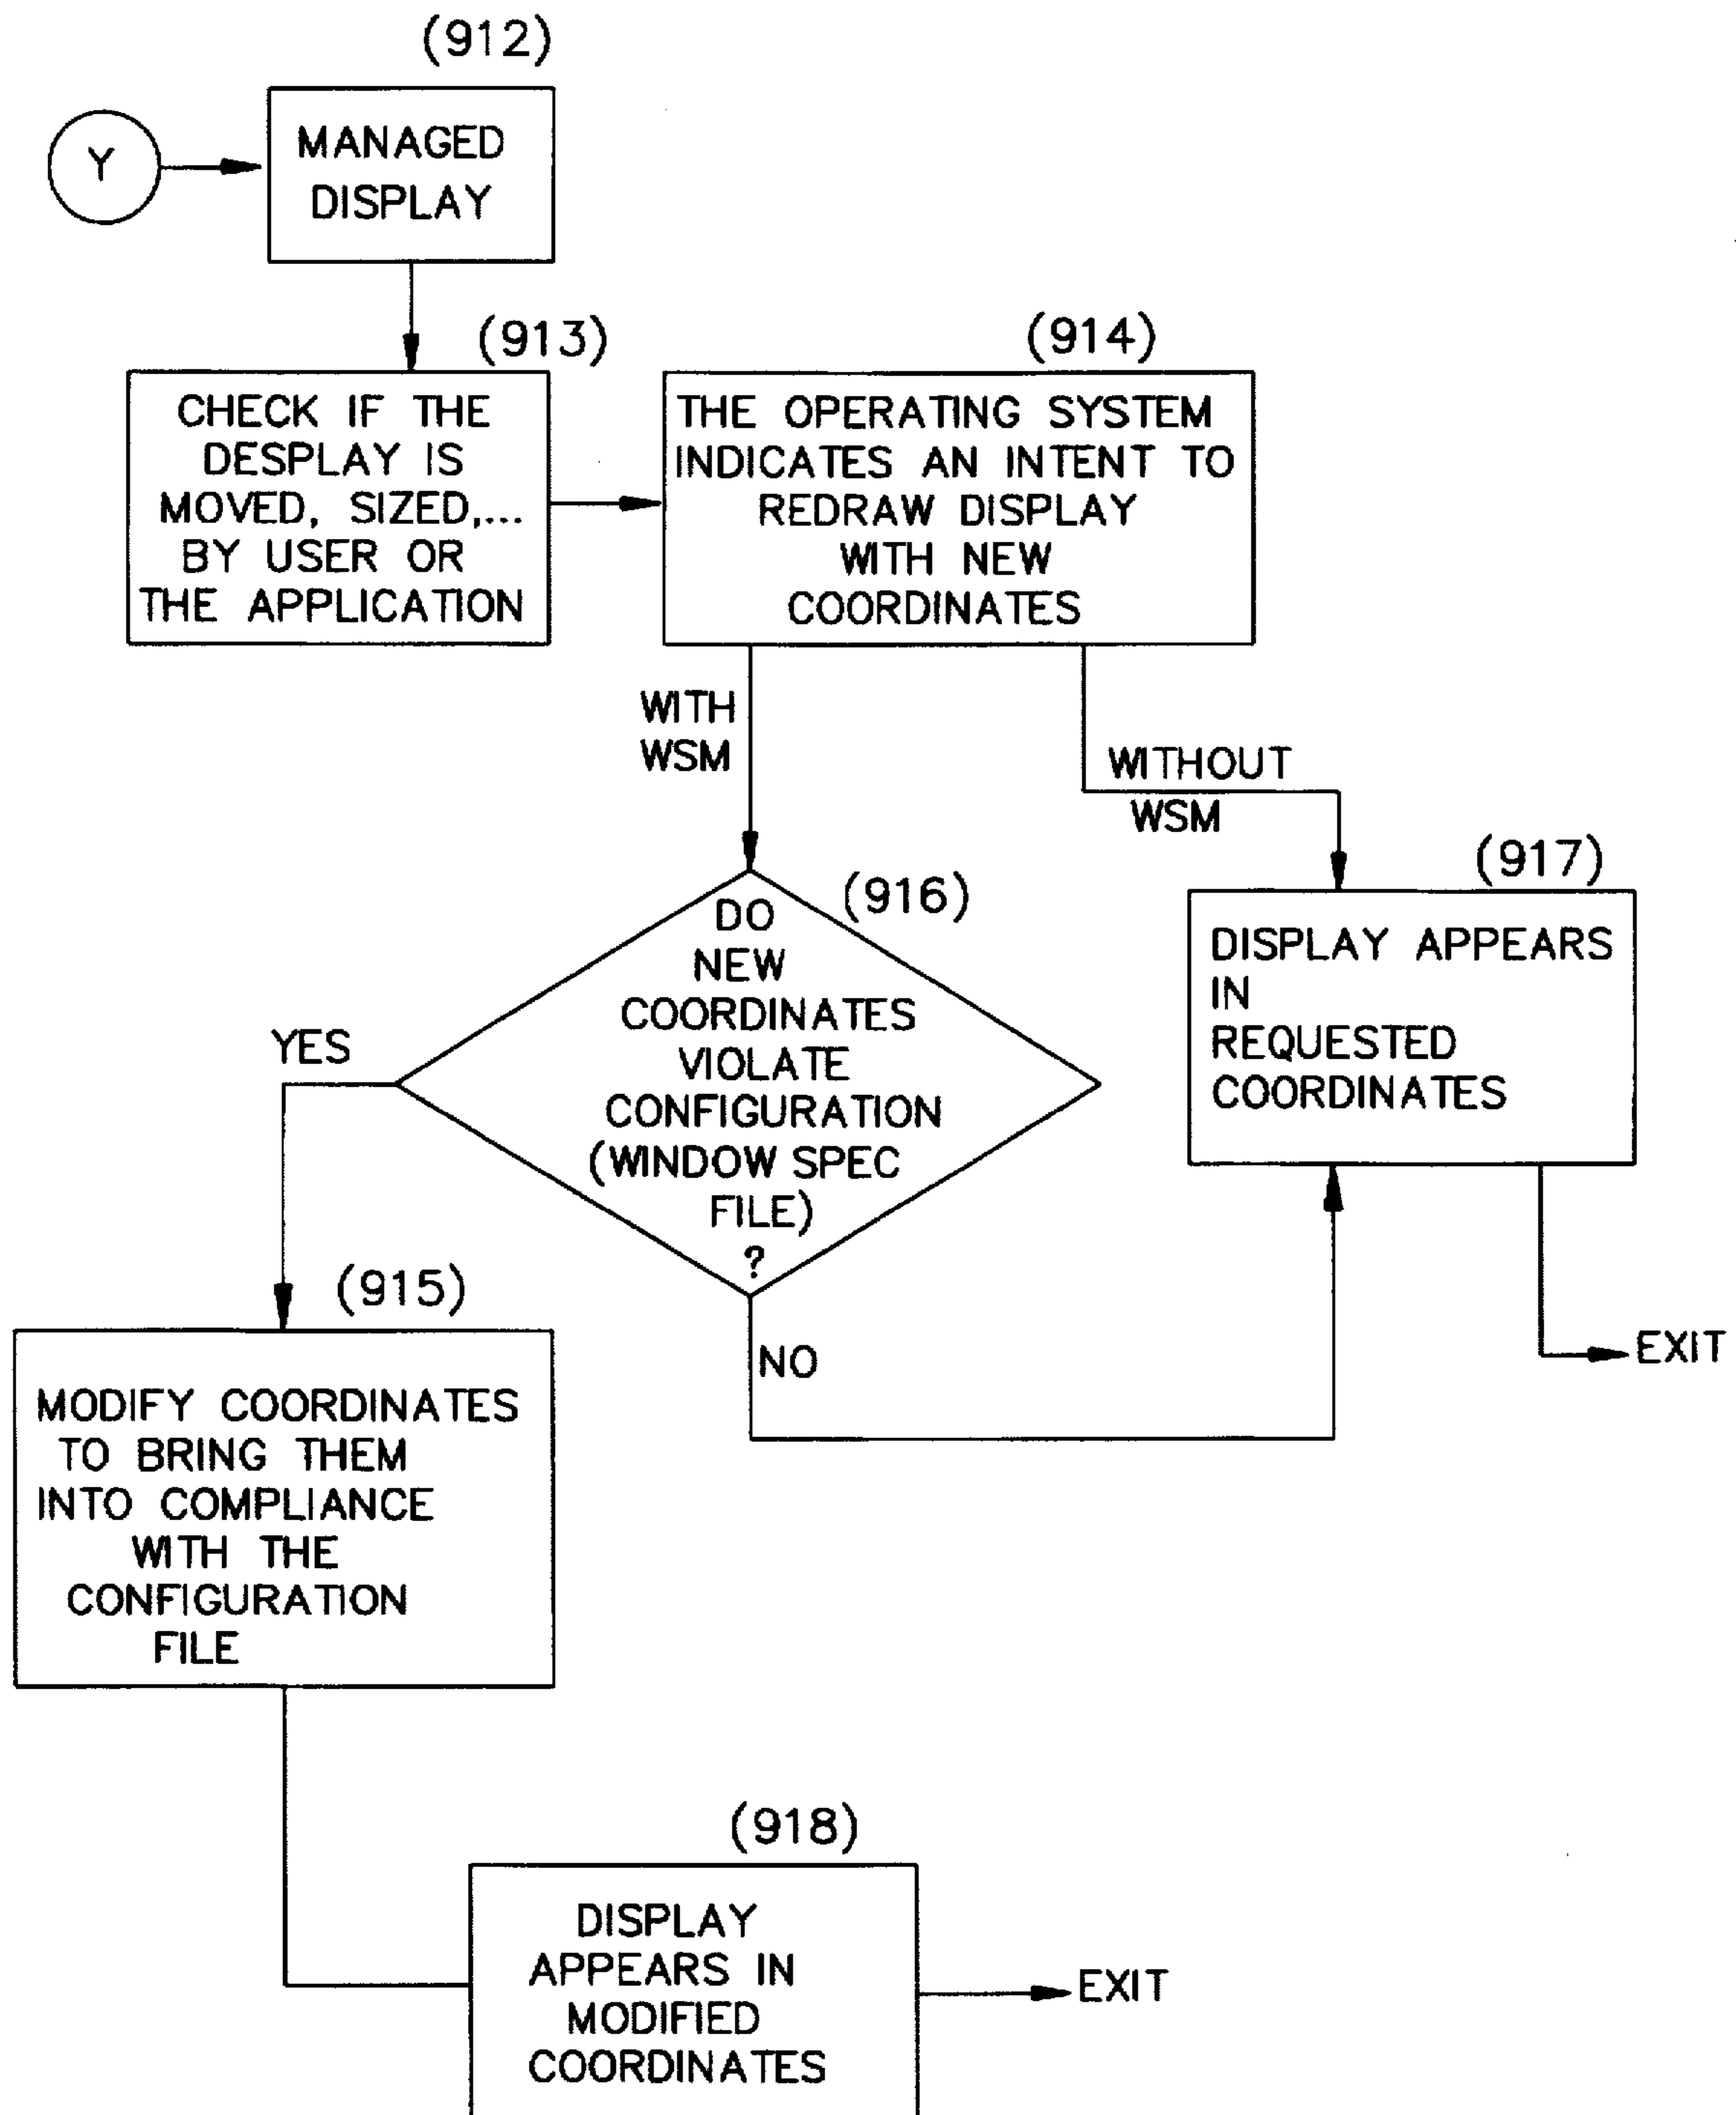 (912)
Y
MANAGED
DISPLAY
(913)
CHECK IF THE
DESPLAY IS
MOVED, SIZED,...
BY USER OR
THE APPLICATION
(914)
THE OPERATING SYSTEM
INDICATES AN INTENT TO
REDRAW DISPLAY
WITH NEW
COORDINATES
WITH
WSM
WITHOUT
WSM
(916)
DO
NEW
COORDINATES
VIOLATE
CONFIGURATION
(WINDOW SPEC
FILE)
?
(917)
DISPLAY APPEARS
IN
REQUESTED
COORDINATES
EXIT
YES
NO
(915)
MODIFY COORDINATES
TO BRING THEM
INTO COMPLIANCE
WITH THE
CONFIGURATION
FILE
(918)
DISPLAY
APPEARS IN
MODIFIED
COORDINATES
EXIT